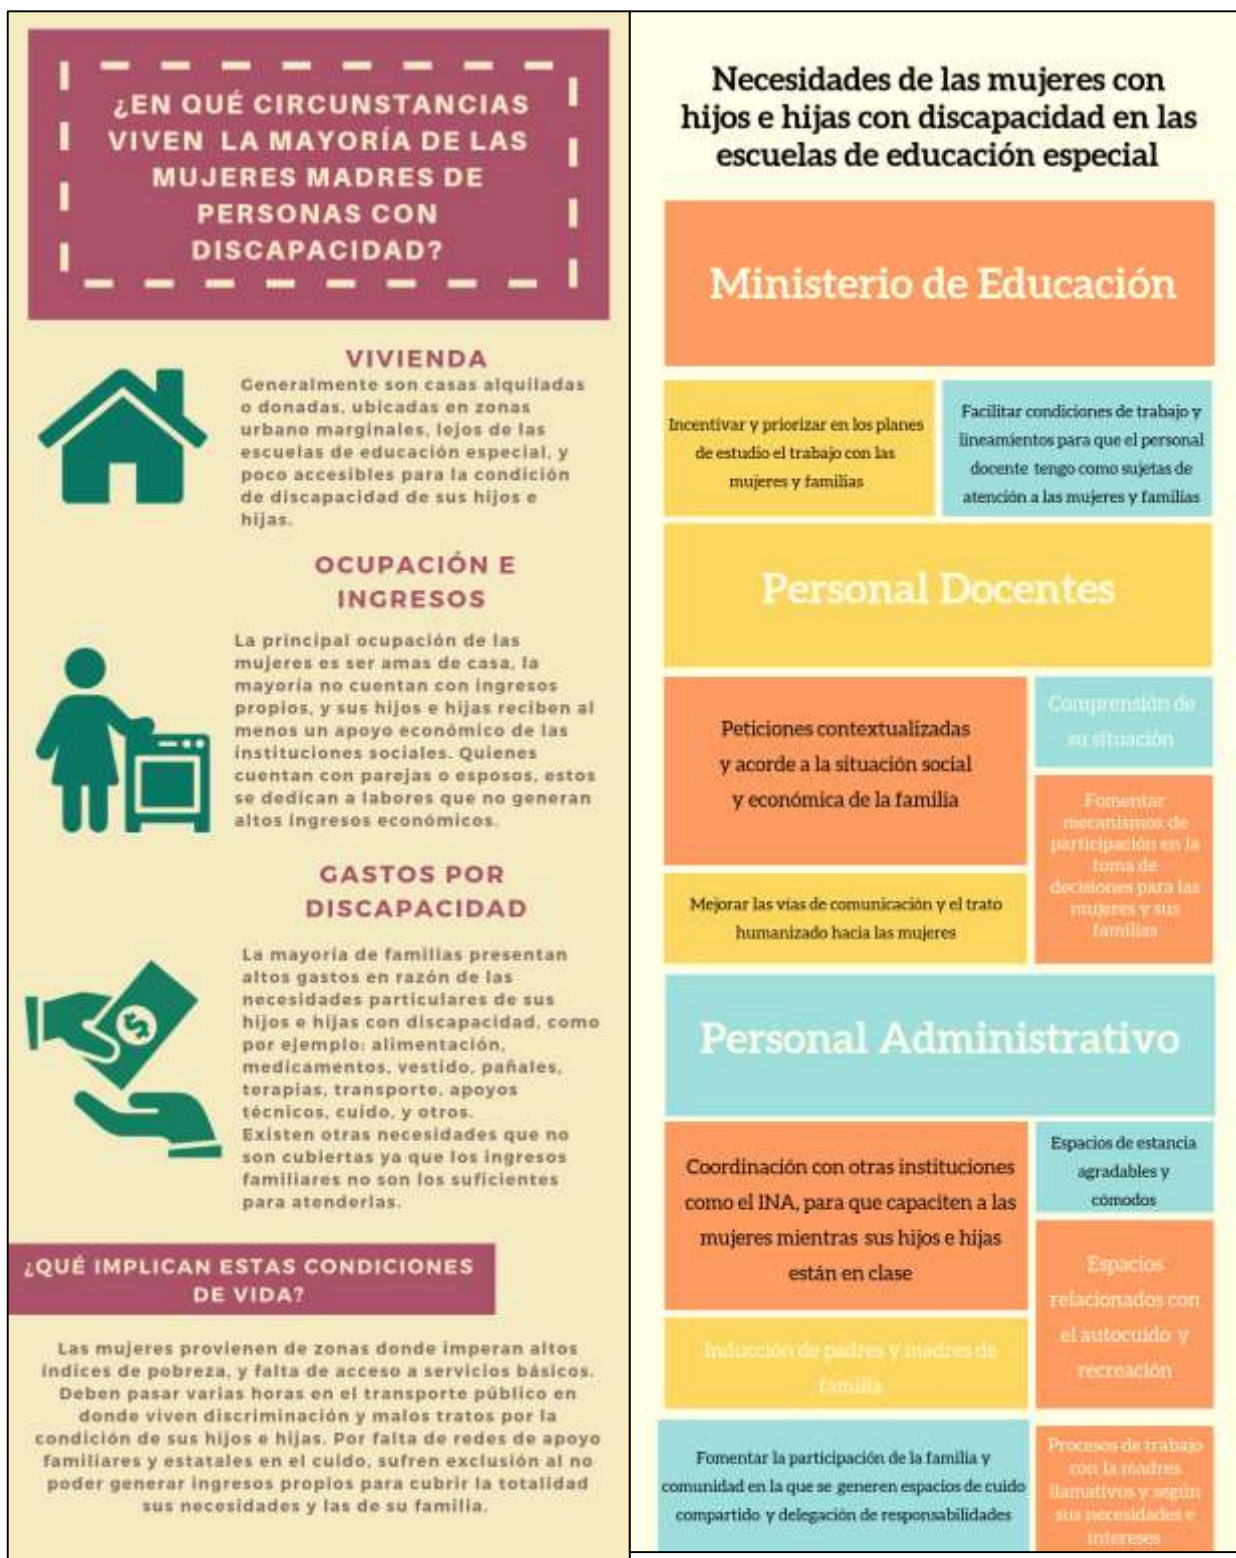 ¿EN QUÉ CIRCUNSTANCIAS
VIVEN LA MAYORÍA DE LAS
MUJERES MADRES DE
PERSONAS CON
DISCAPACIDAD?
VIVIENDA
Generalmente son casas alquiladas
o donadas, ubicadas en zonas
urbano marginales, lejos de las
escuelas de educación especial, y
poco accesibles para la condición
de discapacidad de sus hijos e
hijas.
OCUPACIÓN E
INGRESOS
La principal ocupación de las
mujeres es ser amas de casa, la
mayoría no cuentan con ingresos
propios, y sus hijos e hijas reciben al
menos un apoyo económico de las
instituciones sociales. Quienes
cuentan con parejas o esposos, estos
se dedican a labores que no generan
altos ingresos económicos.
GASTOS POR
DISCAPACIDAD
La mayoría de familias presentan
altos gastos en razón de las
necesidades particulares de sus
hijos e hijas con discapacidad, como
por ejemplo: alimentación,
medicamentos, vestido, pañales,
terapias, transporte, apoyos
técnicos, cuido, y otros.
Existen otras necesidades que no
son cubiertas ya que los ingresos
familiares no son los suficientes
para atenderlas.
¿QUÉ IMPLICAN ESTAS CONDICIONES
DE VIDA?
Las mujeres provienen de zonas donde imperan altos
índices de pobreza, y falta de acceso a servicios básicos.
Deben pasar varias horas en el transporte público en
donde viven discriminación y malos tratos por la
condición de sus hijos e hijas. Por falta de redes de apoyo
familiares y estatales en el cuido, sufren exclusión al no
poder generar ingresos propios para cubrir la totalidad
sus necesidades y las de su familia.
Necesidades de las mujeres con
hijos e hijas con discapacidad en las
escuelas de educación especial
Ministerio de Educación
Incentivar y priorizar en los planes
de estudio el trabajo con las
mujeres y familias
Facilitar condiciones de trabajo y
lineamientos para que el personal
docente tengo como sujetas de
atención a las mujeres y familias
Personal Docentes
Peticiones contextualizadas
y acorde a la situación social
y económica de la familia
Comprensión de
su situación
Fomentar
mecanismos de
participación en la
toma de
decisiones para las
mujeres y sus
familias
Mejorar las vías de comunicación y el trato
humanizado hacia las mujeres
Personal Administrativo
Coordinación con otras instituciones
como el INA, para que capaciten a las
mujeres mientras sus hijos e hijas
están en clase
Espacios de estancia
agradables y
cómodos
Espacios
relacionados con
el autocuido y
recreación
Inducción de padres y madres de
familia
Fomentar la participación de la familia y
comunidad en la que se generen espacios de cuido
compartido y delegación de responsabilidades
Procesos de trabajo
con la madres
llamativos y según
sus necesidades e
intereses